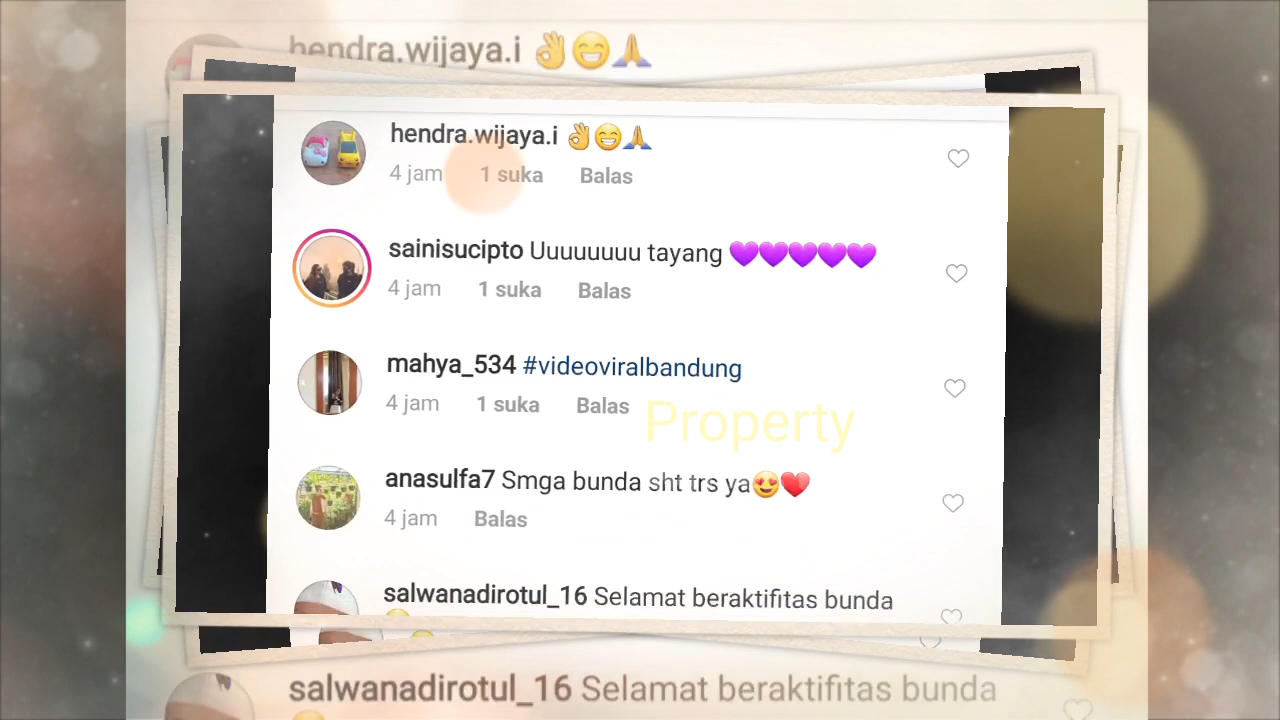 hendra.wijaya.i 👌😁🙏
hendra.wijaya.i 👌😁🙏
4 jam 1 suka Balas
sainisucipto Uuuuuuuu tayang 💜💜💜💜💜
4 jam 1 suka Balas
mahya_534 #videoviralbandung
4 jam 1 suka Balas
Property
anasulfa7 Smga bunda sht trs ya😍❤️
4 jam Balas
salwanadirotul_16 Selamat beraktifitas bunda
salwanadirotul_16 Selamat beraktifitas bunda